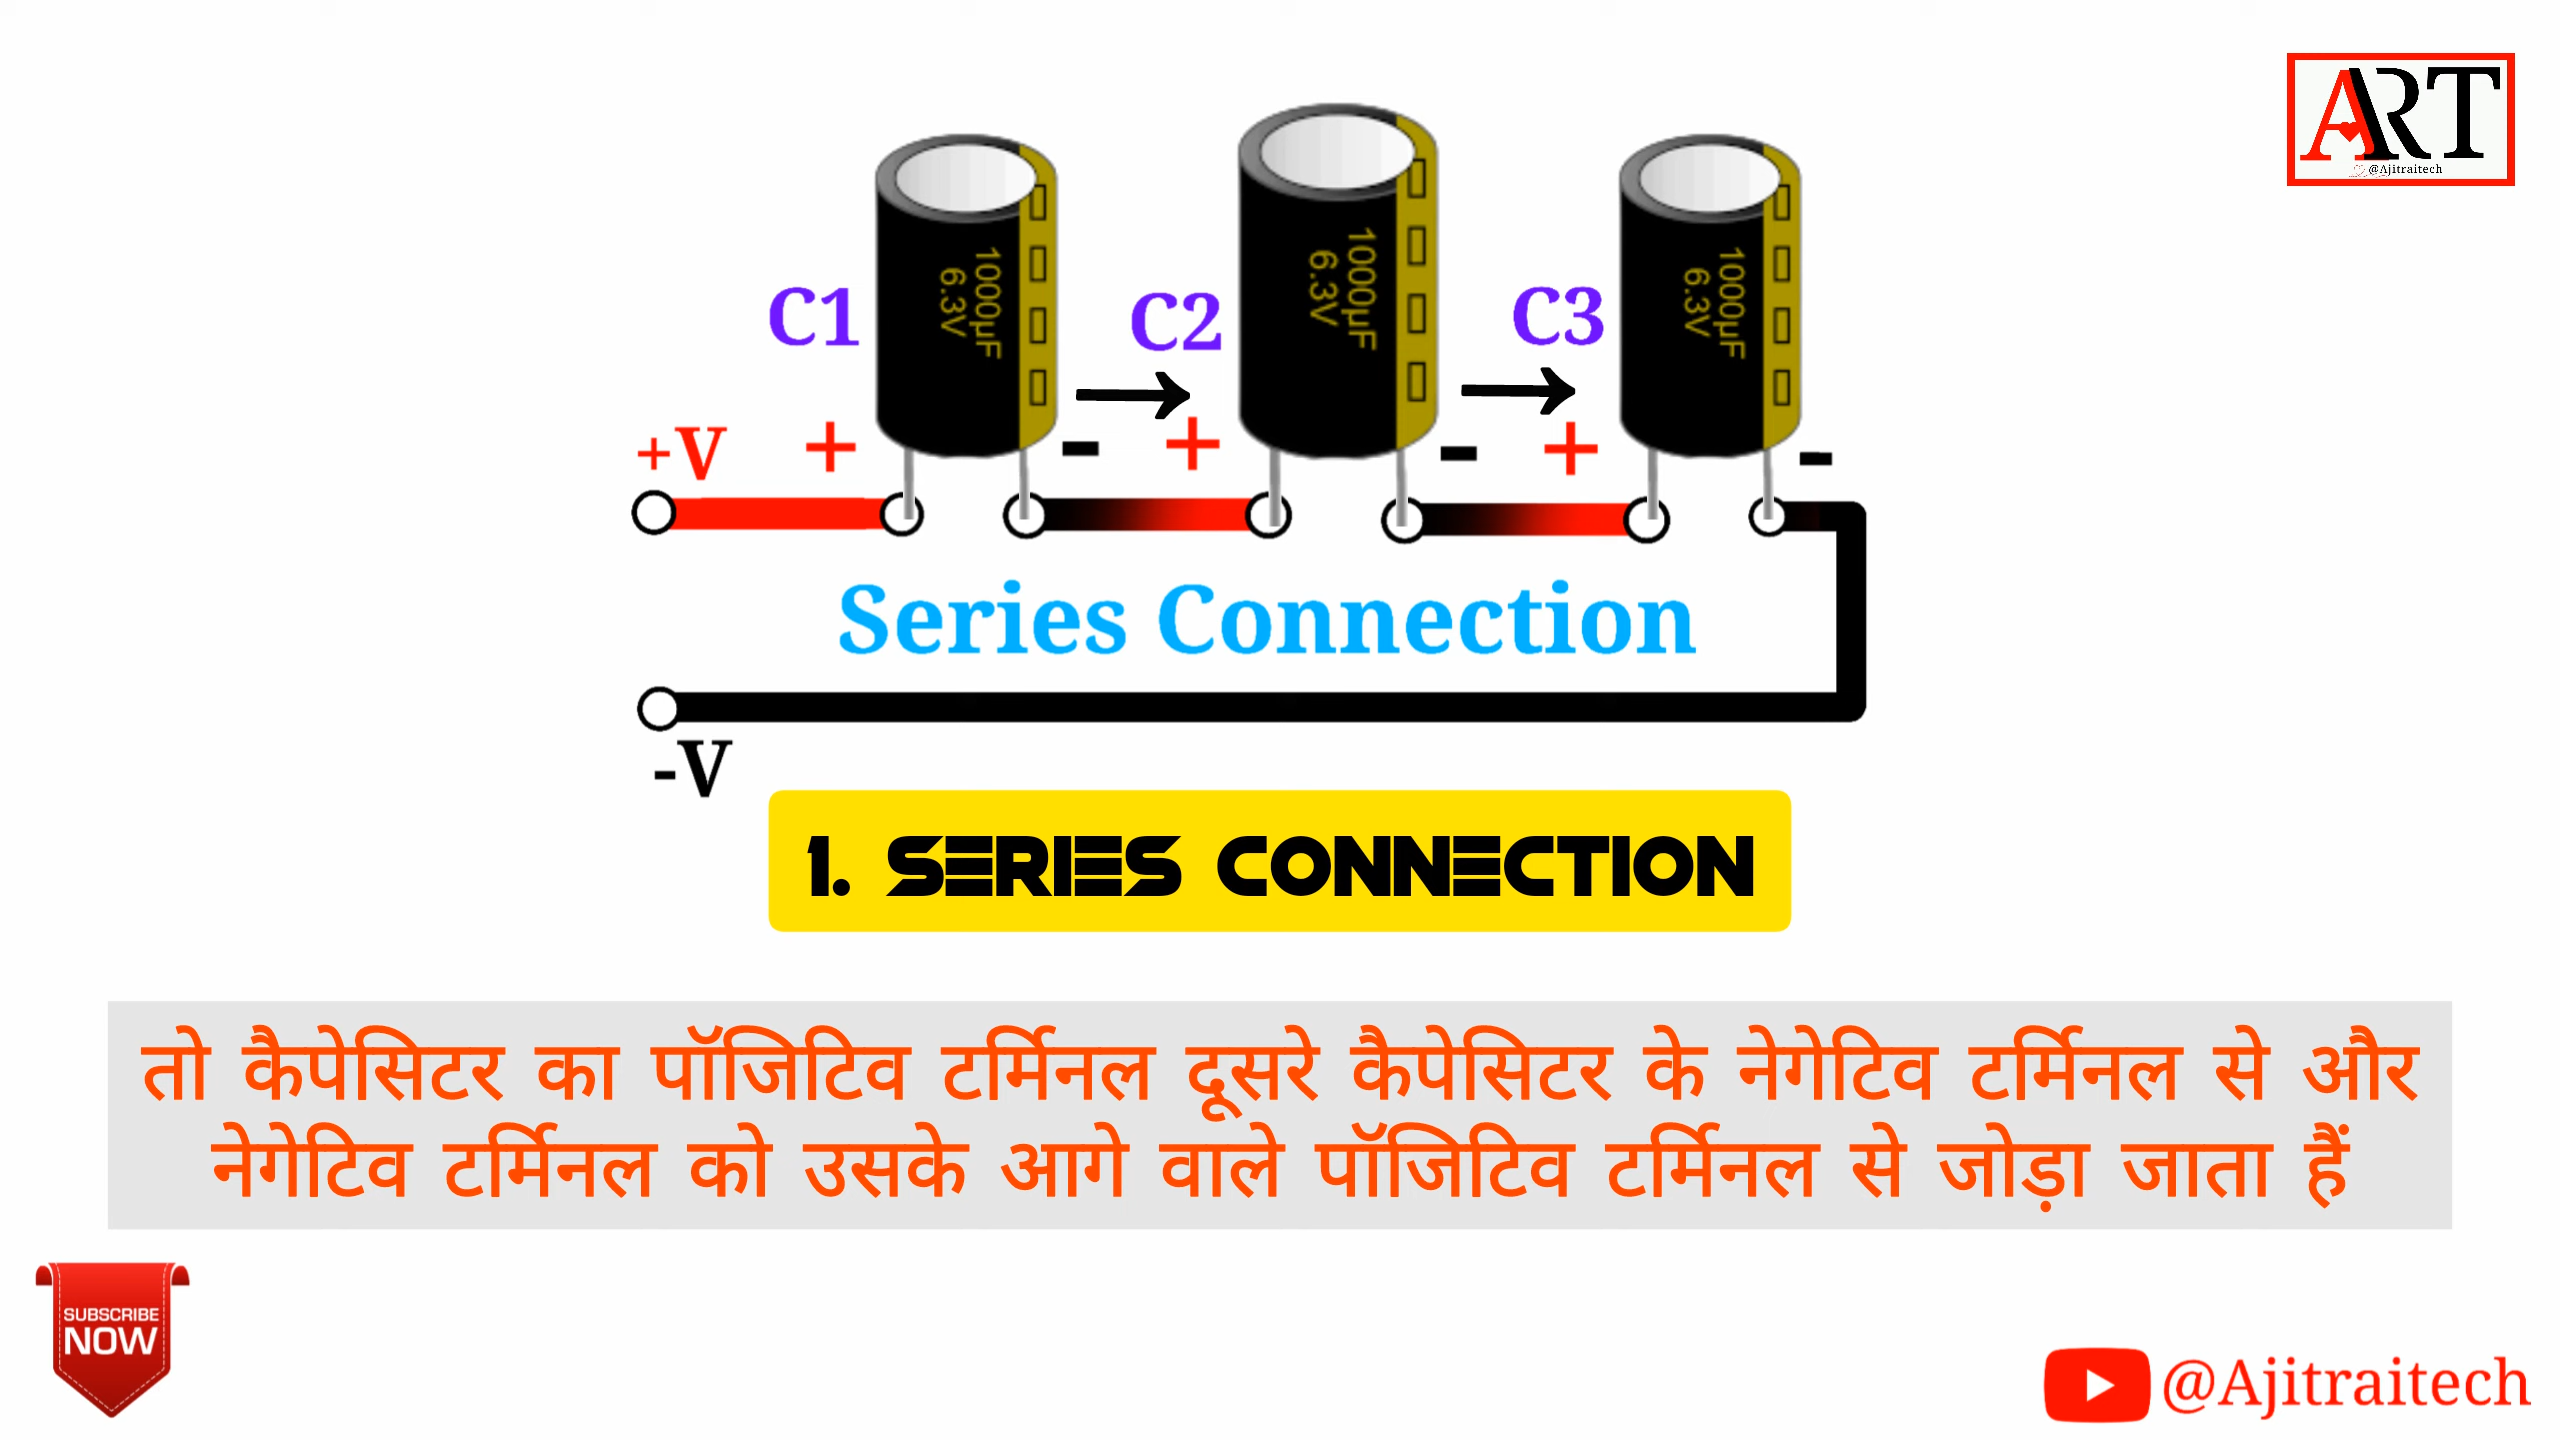 ART
@Ajitraitech
1000µF
6.3V
1000µF
6.3V
1000µF
6.3V
C1
C2
C3
+V + - + - + -
Series Connection
-V
1. SERIES CONNECTION
तो कैपेसिटर का पॉजिटिव टर्मिनल दूसरे कैपेसिटर के नेगेटिव टर्मिनल से और
नेगेटिव टर्मिनल को उसके आगे वाले पॉजिटिव टर्मिनल से जोड़ा जाता हैं
SUBSCRIBE
NOW
@Ajitraitech